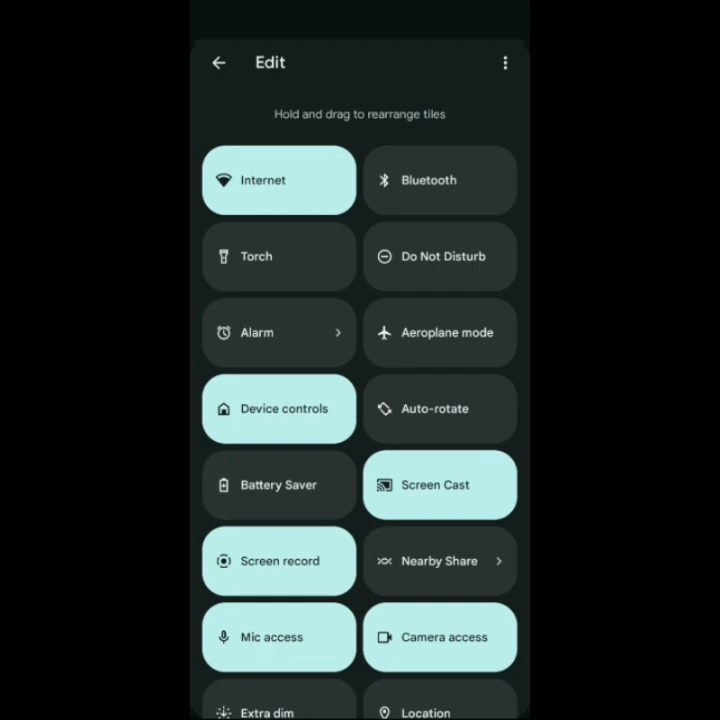 Edit
Hold and drag to rearrange tiles
Internet
Bluetooth
Torch
Do Not Disturb
Alarm
Aeroplane mode
Device controls
Auto-rotate
Battery Saver
Screen Cast
Screen record
Nearby Share
Mic access
Camera access
Extra dim
Location